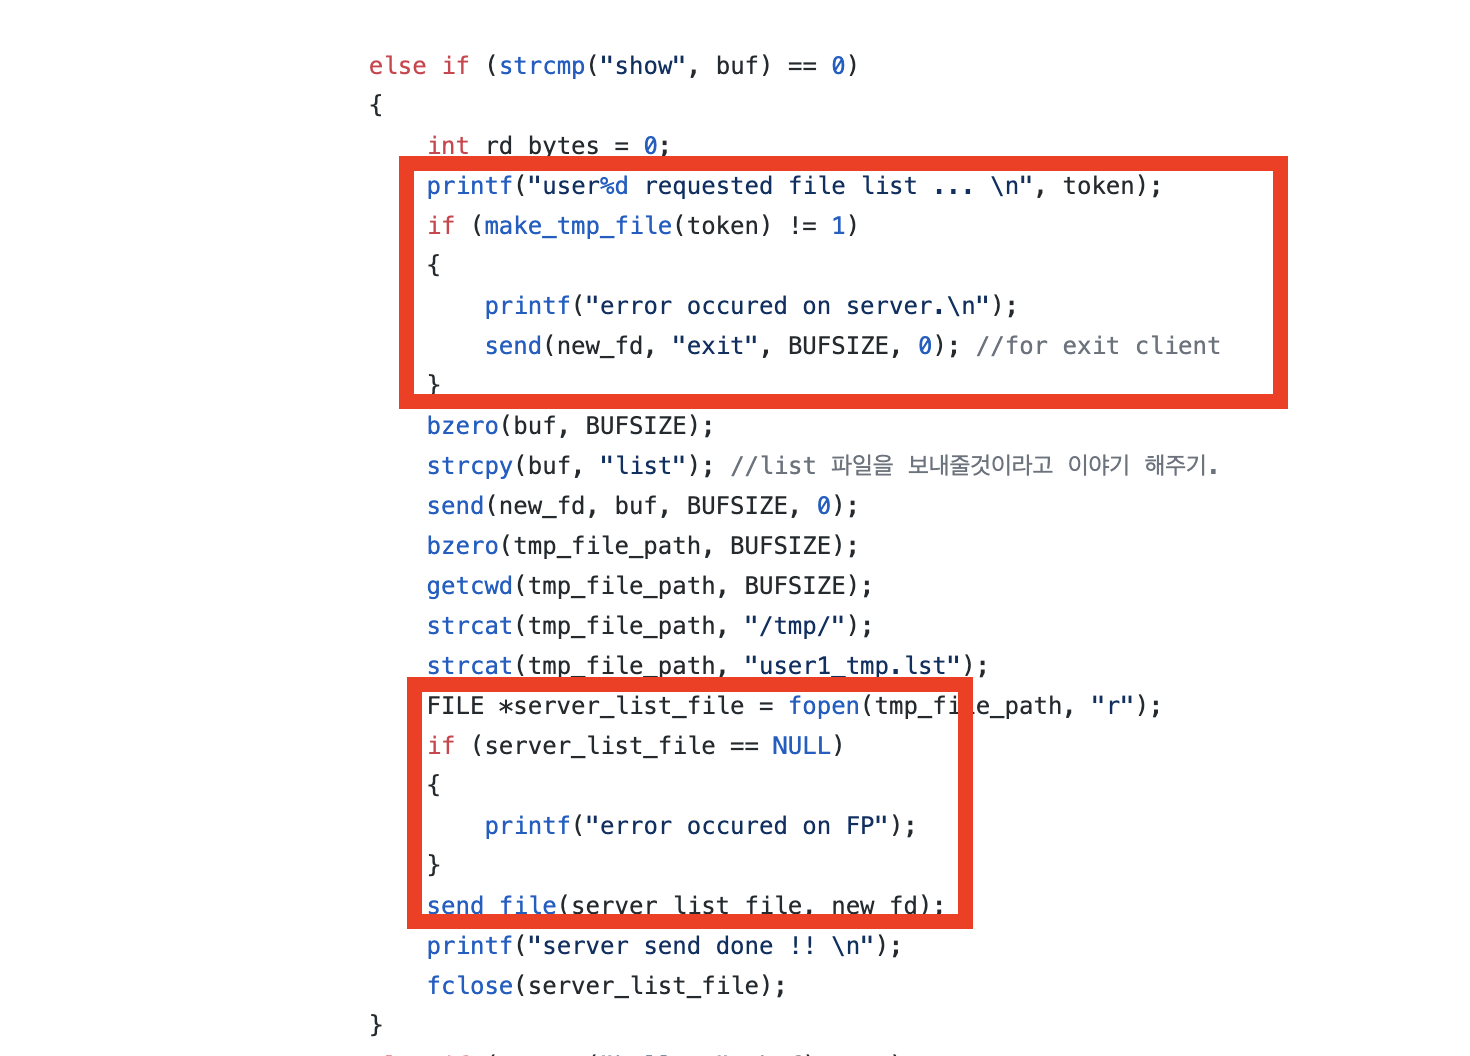 else if (strcmp("show", buf) == 0)
{
int rd_bytes = 0;
printf("user%d requested file list ... \n", token);
if (make_tmp_file(token) != 1)
{
printf("error occured on server.\n");
send(new_fd, "exit", BUFSIZE, 0); //for exit client
}
bzero(buf, BUFSIZE);
strcpy(buf, "list"); //list 파일을 보내줄것이라고 이야기 해주기.
send(new_fd, buf, BUFSIZE, 0);
bzero(tmp_file_path, BUFSIZE);
getcwd(tmp_file_path, BUFSIZE);
strcat(tmp_file_path, "/tmp/");
strcat(tmp_file_path, "user1_tmp.lst");
FILE *server_list_file = fopen(tmp_file_path, "r");
if (server_list_file == NULL)
{
printf("error occured on FP");
}
send_file(server_list_file, new_fd);
printf("server send done !! \n");
fclose(server_list_file);
}